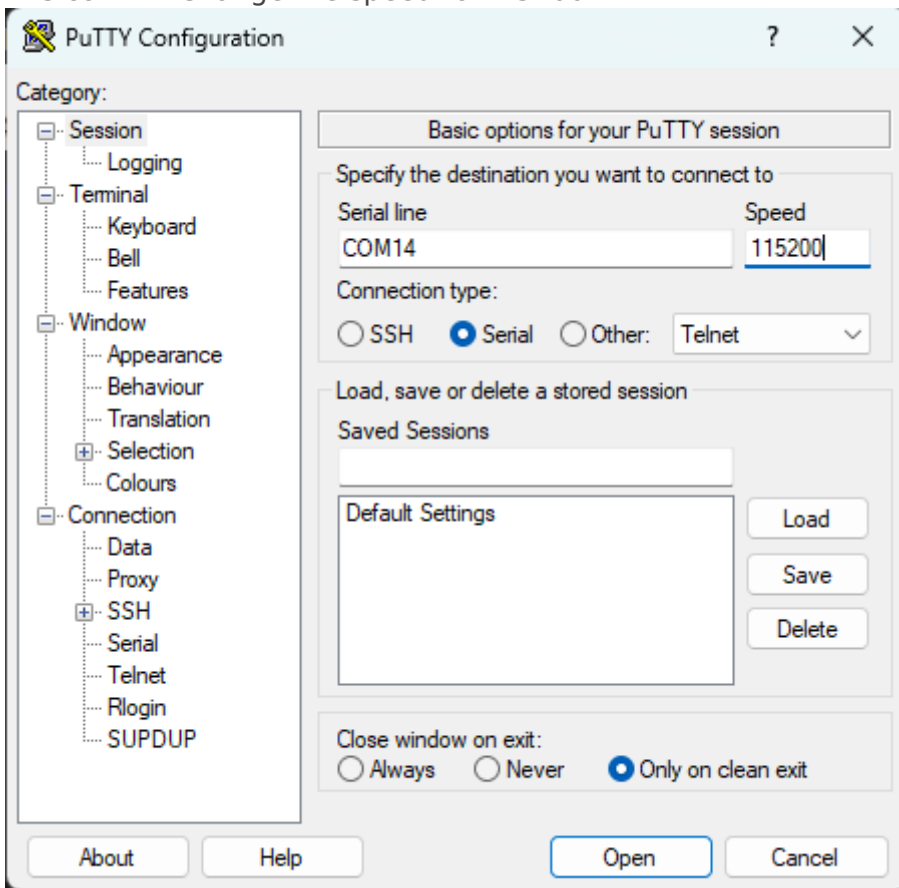 PuTTY Configuration
?
Category:
Session
Logging
Terminal
Keyboard
Bell
Features
Window
Appearance
Behaviour
Translation
Selection
Colours
Connection
Data
Proxy
SSH
Serial
Telnet
Rlogin
SUPDUP
Basic options for your PuTTY session
Specify the destination you want to connect to
Serial line Speed
COM14 115200
Connection type:
SSH Serial Other: Telnet
Load, save or delete a stored session
Saved Sessions
Default Settings
Load
Save
Delete
Close window on exit:
Always Never Only on clean exit
About Help Open Cancel